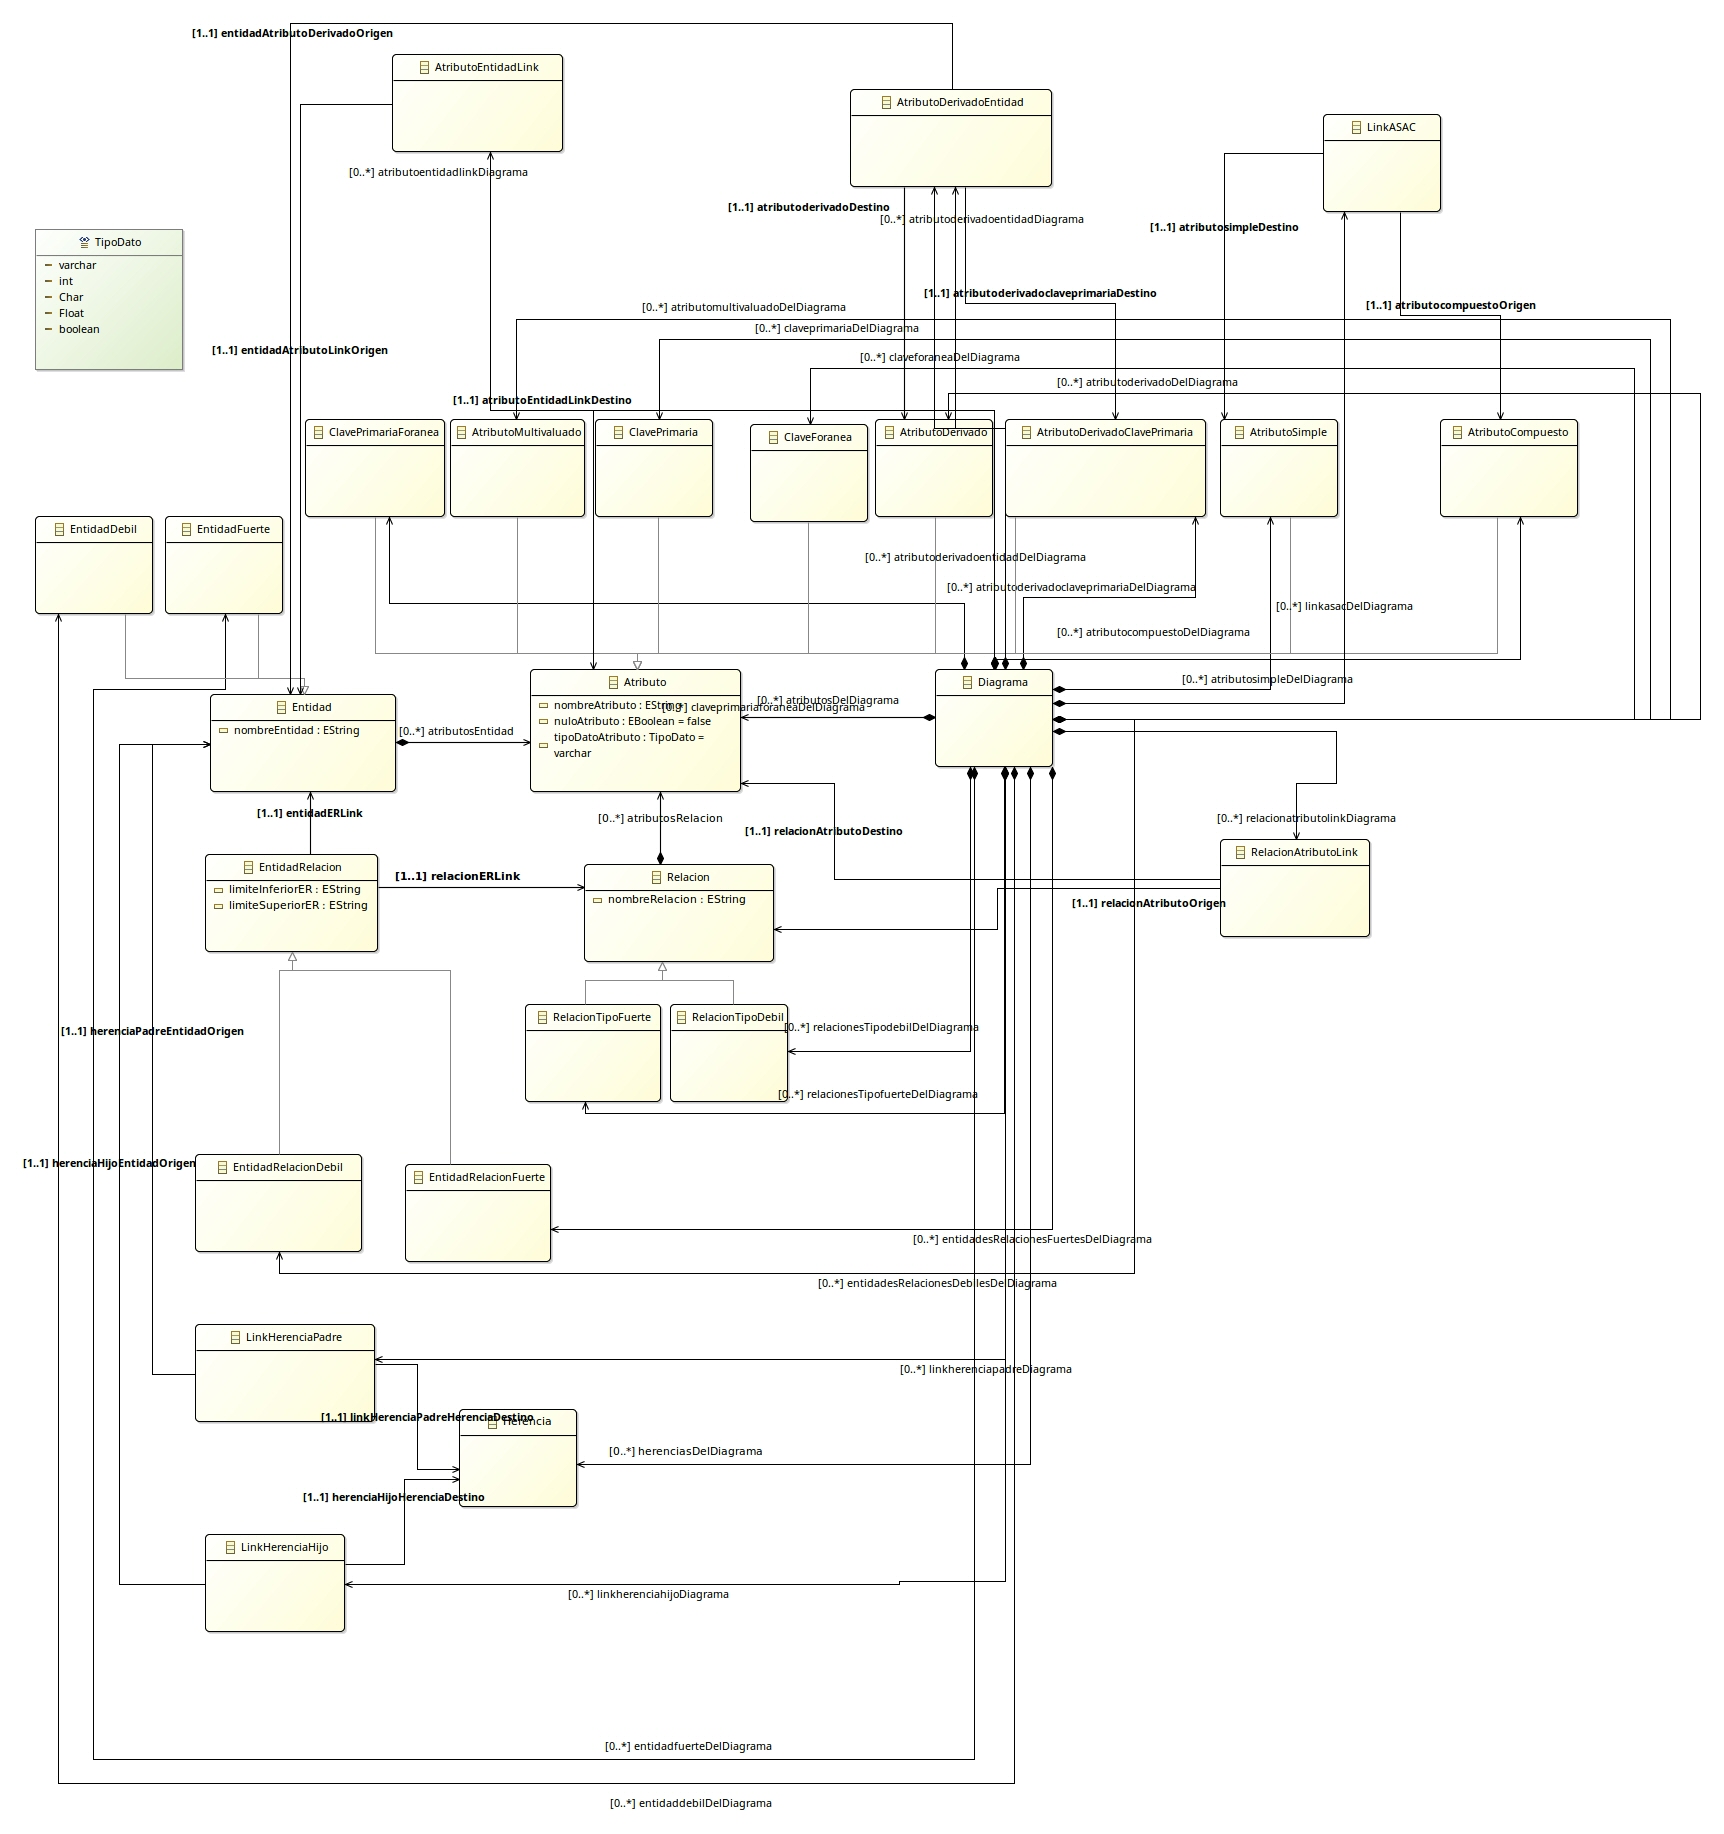 [1..1] entidadAtributoDerivadoOrigen
AtributoEntidadLink
AtributoDerivadoEntidad
LinkASAC
[0..*] atributoentidadlinkDiagrama
[1..1] atributoderivadoDestino
[0..*] atributoderivadoentidadDiagrama
[1..1] atributosimpleDestino
TipoDato
varchar
int
Char
Float
boolean
[1..1] atributoderivadoclaveprimariaDestino
[0..*] atributomultivaluadoDelDiagrama
[1..1] atributocompuestoOrigen
[0..*] claveprimariaDelDiagrama
[1..1] entidadAtributoLinkOrigen
[0..*] claveforaneaDelDiagrama
[0..*] atributoderivadoDelDiagrama
[1..1] atributoEntidadLinkDestino
ClavePrimariaForanea
AtributoMultivaluado
ClavePrimaria
ClaveForanea
AtributoDerivado
AtributoDerivadoClavePrimaria
AtributoSimple
AtributoCompuesto
EntidadDebil
EntidadFuerte
[0..*] atributoderivadoentidadDelDiagrama
[0..*] atributoderivadoclaveprimariaDelDiagrama
[0..*] linkasacDelDiagrama
[0..*] atributocompuestoDelDiagrama
[0..*] atributosimpleDelDiagrama
Atributo
nombreAtributo : EString
nuloAtributo : EBoolean = false
tipoDatoAtributo : TipoDato =
varchar
Diagrama
[0..*] atributosDelDiagrama
[0..*] claveprimariaforaneaDelDiagrama
Entidad
nombreEntidad : EString
[0..*] atributosEntidad
[1..1] entidadERLink
[0..*] atributosRelacion
[1..1] relacionAtributoDestino
[0..*] relacionatributolinkDiagrama
RelacionAtributoLink
EntidadRelacion
limiteInferiorER : EString
limiteSuperiorER : EString
[1..1] relacionERLink
Relacion
nombreRelacion : EString
[1..1] relacionAtributoOrigen
RelacionTipoFuerte
RelacionTipoDebil
[0..*] relacionesTipodebilDelDiagrama
[1..1] herenciaPadreEntidadOrigen
[0..*] relacionesTipofuerteDelDiagrama
[1..1] herenciaHijoEntidadOrigen
EntidadRelacionDebil
EntidadRelacionFuerte
[0..*] entidadesRelacionesFuertesDelDiagrama
[0..*] entidadesRelacionesDebilesDelDiagrama
LinkHerenciaPadre
[0..*] linkherenciapadreDiagrama
[1..1] linkHerenciaPadreHerenciaDestino
Herencia
[0..*] herenciasDelDiagrama
[1..1] herenciaHijoHerenciaDestino
LinkHerenciaHijo
[0..*] linkherenciahijoDiagrama
[0..*] entidadfuerteDelDiagrama
[0..*] entidaddebilDelDiagrama